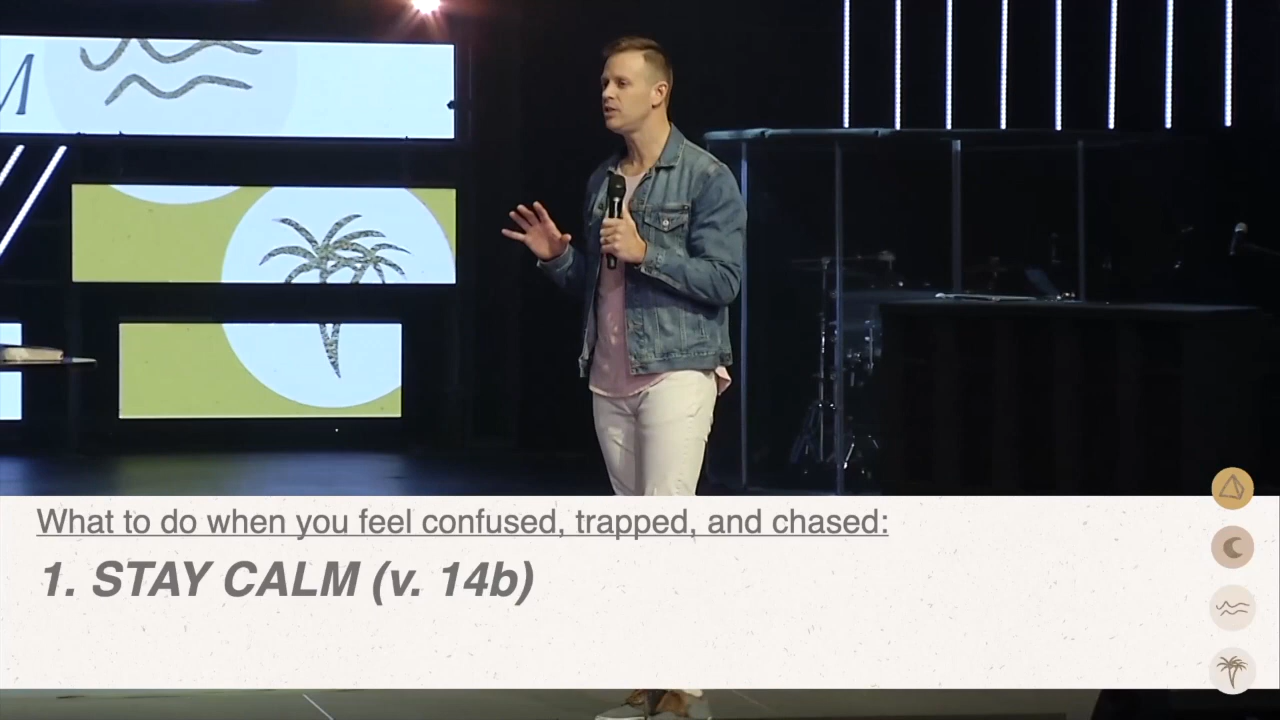 M
What to do when you feel confused, trapped, and chased:
1. STAY CALM (v. 14b)